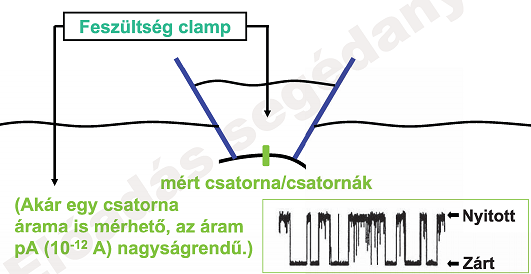 Feszültség clamp
mért csatorna/csatornák
(Akár egy csatorna
árama is mérhető, az áram
pA (10⁻¹² A) nagyságrendű.)
Nyitott
Zárt
Előadás segédany